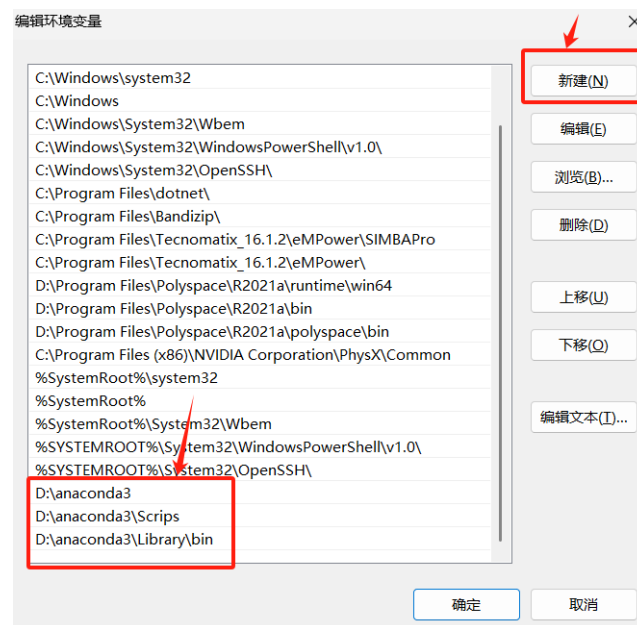 编辑环境变量
C:\Windows\system32
C:\Windows
C:\Windows\System32\Wbem
C:\Windows\System32\WindowsPowerShell\v1.0\
C:\Windows\System32\OpenSSH\
C:\Program Files\dotnet\
C:\Program Files\Bandizip\
C:\Program Files\Tecnomatix_16.1.2\eMPower\SIMBAPro
C:\Program Files\Tecnomatix_16.1.2\eMPower\
D:\Program Files\Polyspace\R2021a\runtime\win64
D:\Program Files\Polyspace\R2021a\bin
D:\Program Files\Polyspace\R2021a\polyspace\bin
C:\Program Files (x86)\NVIDIA Corporation\PhysX\Common
%SystemRoot%\system32
%SystemRoot%
%SystemRoot%\System32\Wbem
%SYSTEMROOT%\System32\WindowsPowerShell\v1.0\
%SYSTEMROOT%\System32\OpenSSH\
D:\anaconda3
D:\anaconda3\Scrips
D:\anaconda3\Library\bin
新建(N)
编辑(E)
浏览(B)...
删除(D)
上移(U)
下移(O)
编辑文本(T)...
确定
取消